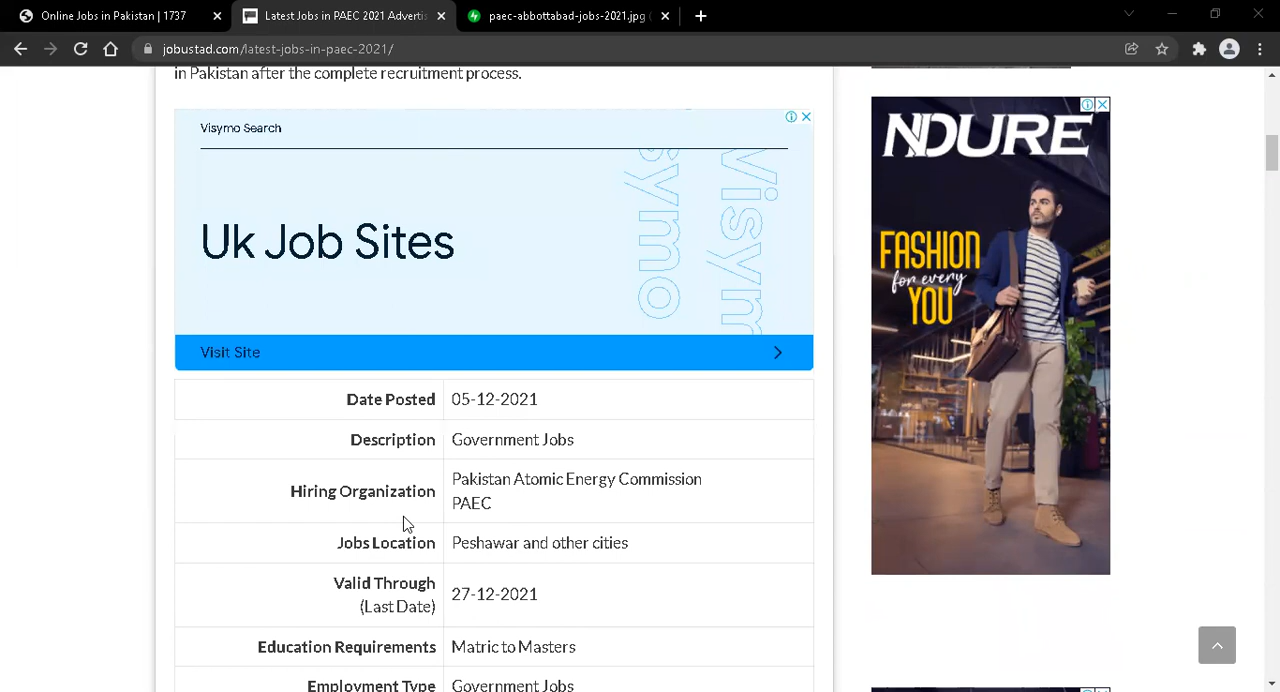 Online Jobs in Pakistan | 1737
Latest Jobs in PAEC 2021 Adverti
paec-abbottabad-jobs-2021.jpg (
jobustad.com/latest-jobs-in-paec-2021/
in Pakistan after the complete recruitment process.
Visymo Search
Uk Job Sites
symo
Visym
Visit Site
Date Posted 05-12-2021
Description Government Jobs
Hiring Organization Pakistan Atomic Energy Commission
PAEC
Jobs Location Peshawar and other cities
Valid Through
(Last Date) 27-12-2021
Education Requirements Matric to Masters
Employment Type Government Jobs
NDURE
FASHION
for every
YOU